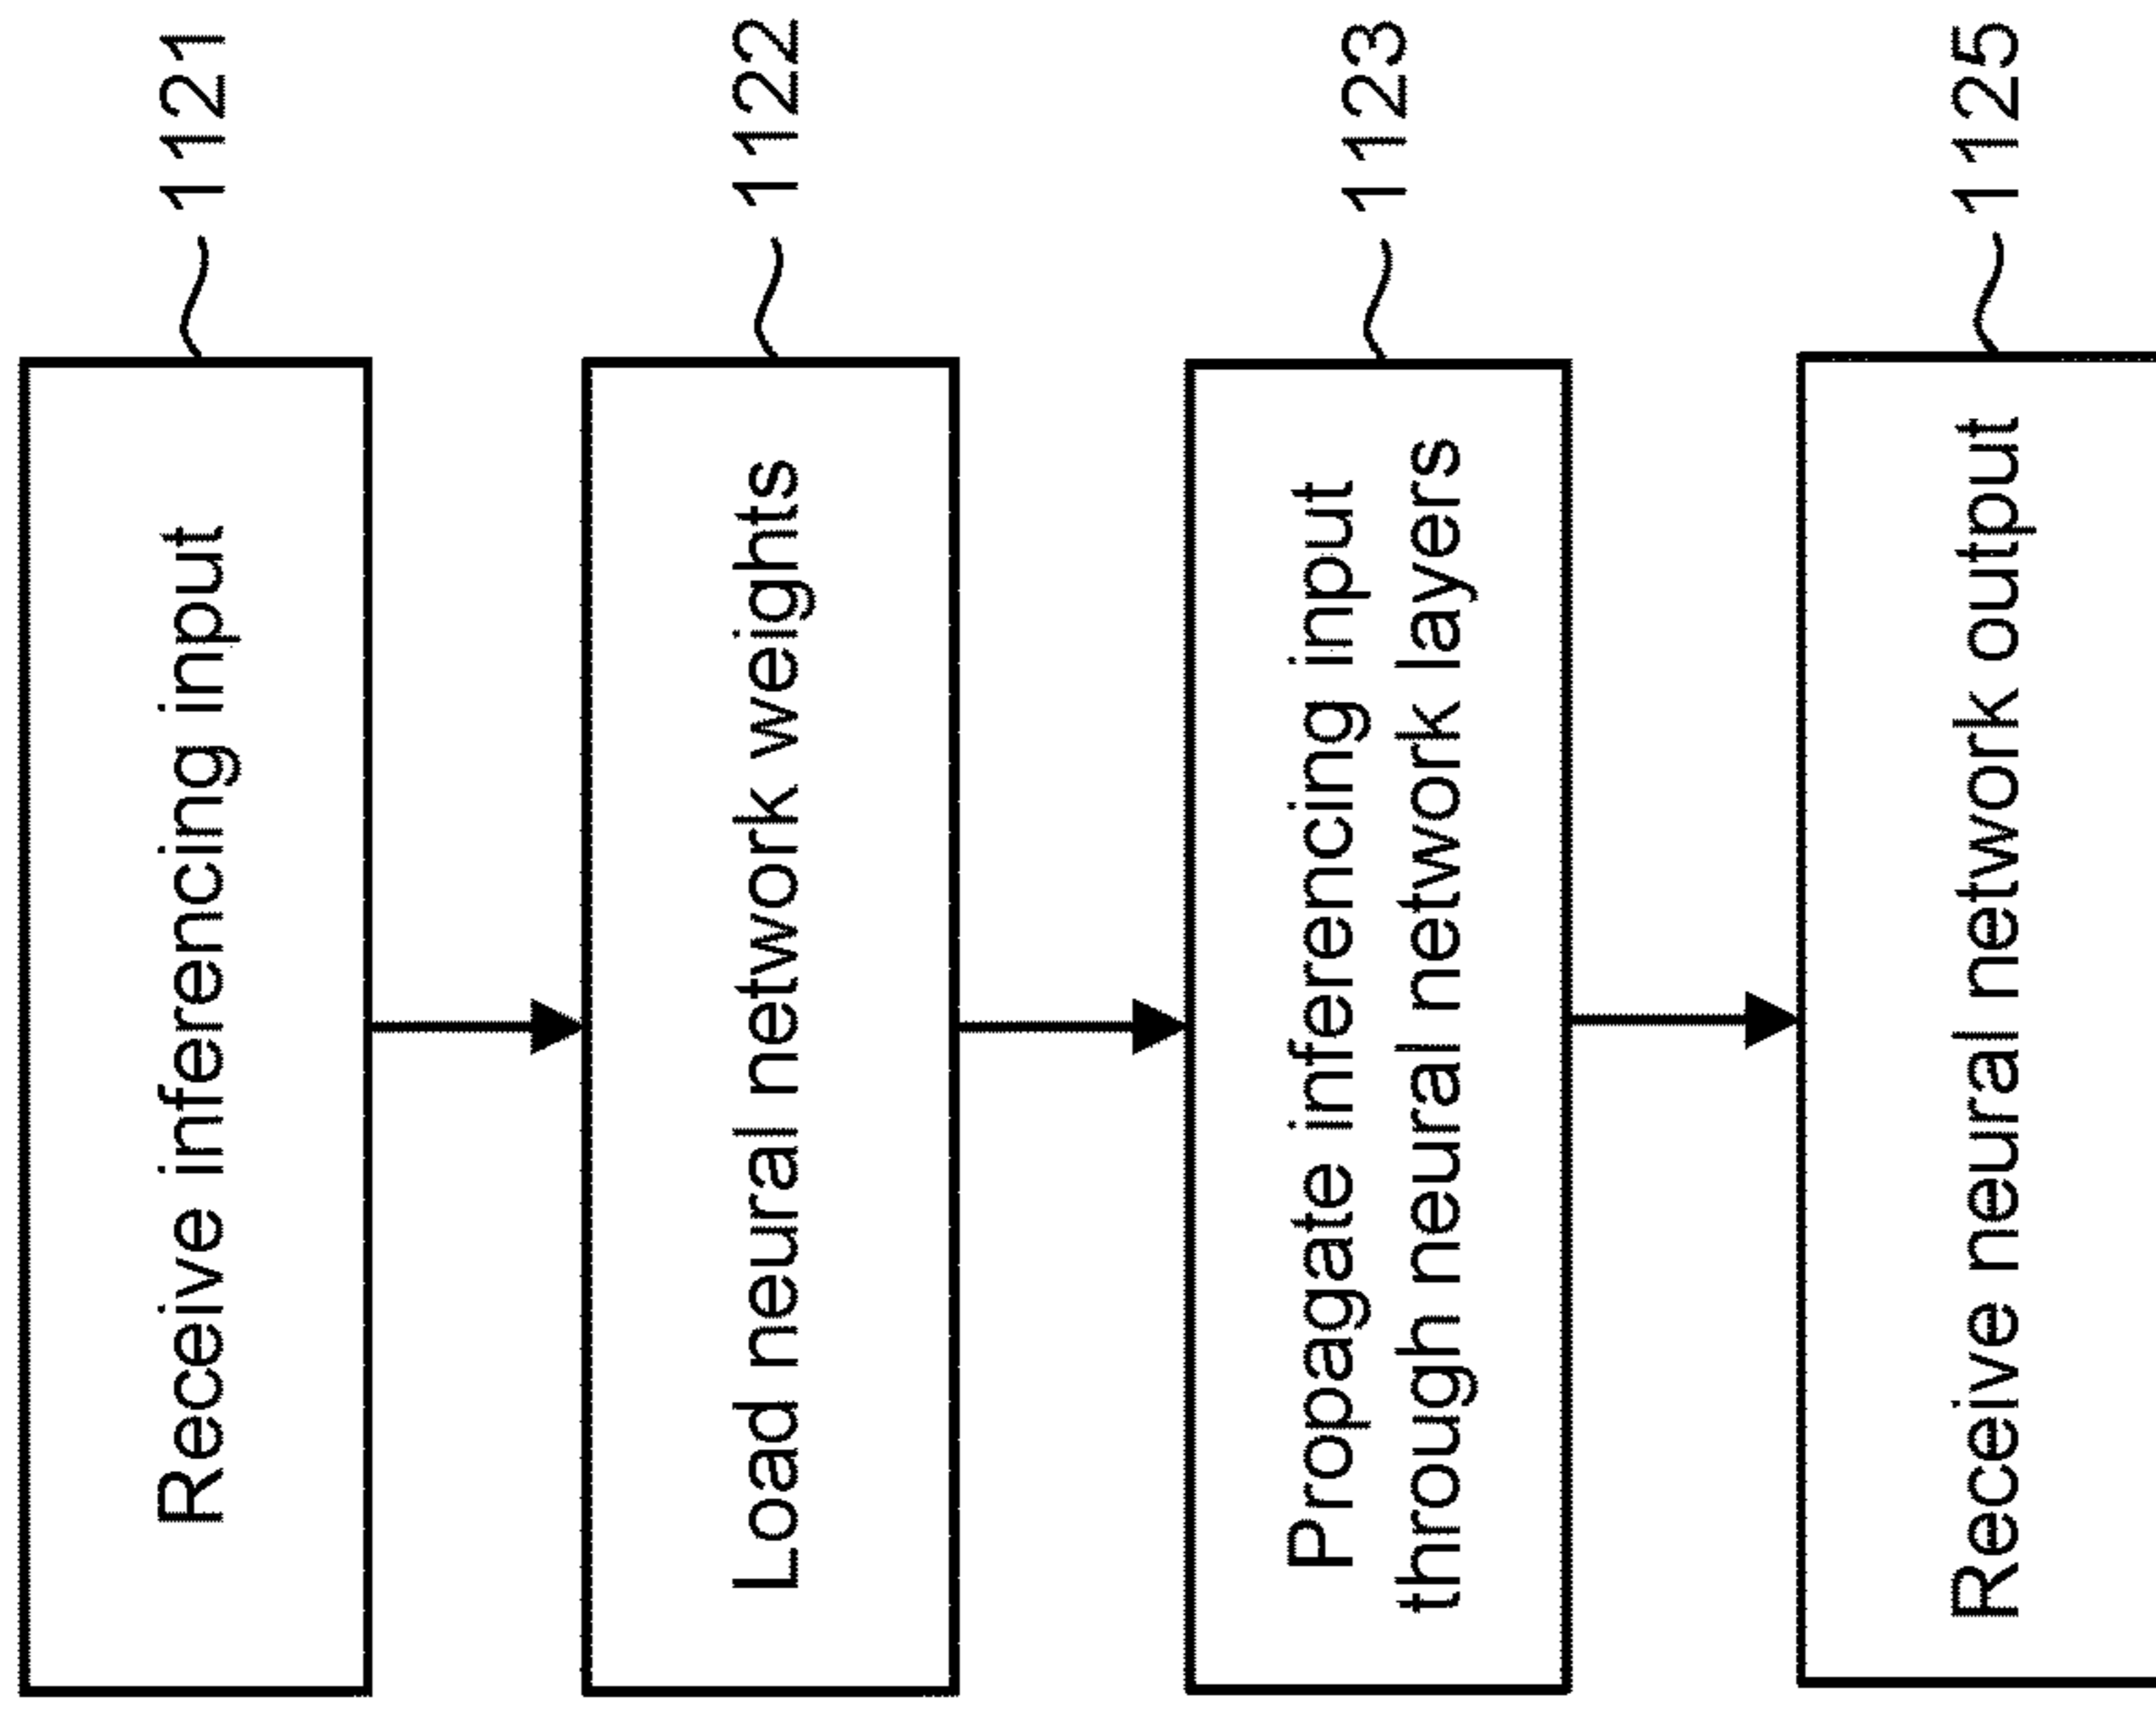 Receive inferencing input
1121
Load neural network weights
1122
Propagate inferencing input
through neural network layers
1123
Receive neural network output
1125